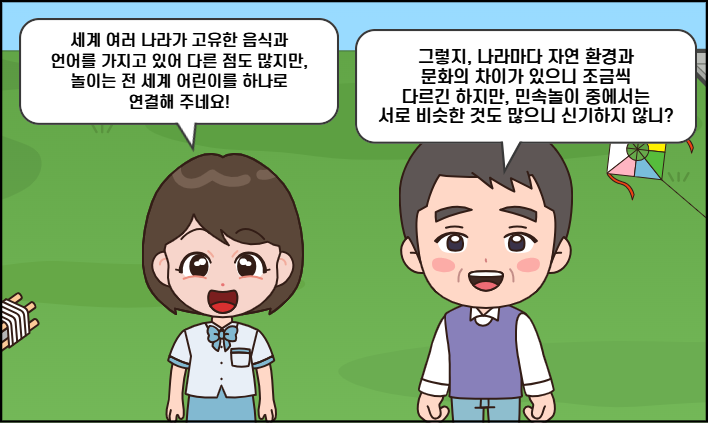 세계 여러 나라가 고유한 음식과
언어를 가지고 있어 다른 점도 많지만,
놀이는 전 세계 어린이를 하나로
연결해 주네요!
그렇지, 나라마다 자연 환경과
문화의 차이가 있으니 조금씩
다르긴 하지만, 민속놀이 중에서는
서로 비슷한 것도 많으니 신기하지 않니?